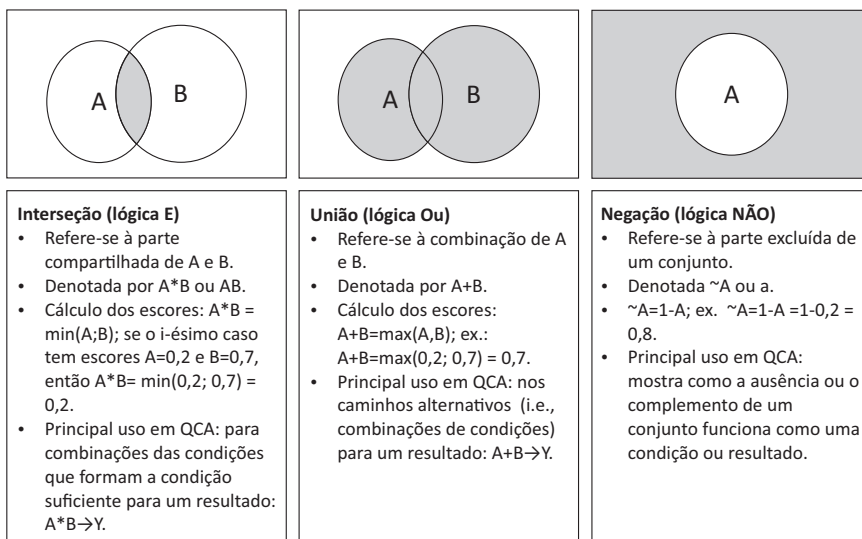 A
B
A
B
A
Interseção (lógica E)
• Refere-se à parte
compartilhada de A e B.
• Denotada por A*B ou AB.
• Cálculo dos escores: A*B =
min(A;B); se o i-ésimo caso
tem escores A=0,2 e B=0,7,
então A*B= min(0,2; 0,7) =
0,2.
• Principal uso em QCA: para
combinações das condições
que formam a condição
suficiente para um resultado:
A*B→Y.
União (lógica Ou)
• Refere-se à combinação de A
e B.
• Denotada por A+B.
• Cálculo dos escores:
A+B=max(A,B); ex.:
A+B=max(0,2; 0,7) = 0,7.
• Principal uso em QCA: nos
caminhos alternativos (i.e.,
combinações de condições)
para um resultado: A+B→Y.
Negação (lógica NÃO)
• Refere-se à parte excluída de
um conjunto.
• Denotada ~A ou a.
• ~A=1-A; ex. ~A=1-A =1-0,2 =
0,8.
• Principal uso em QCA:
mostra como a ausência ou o
complemento de um
conjunto funciona como uma
condição ou resultado.